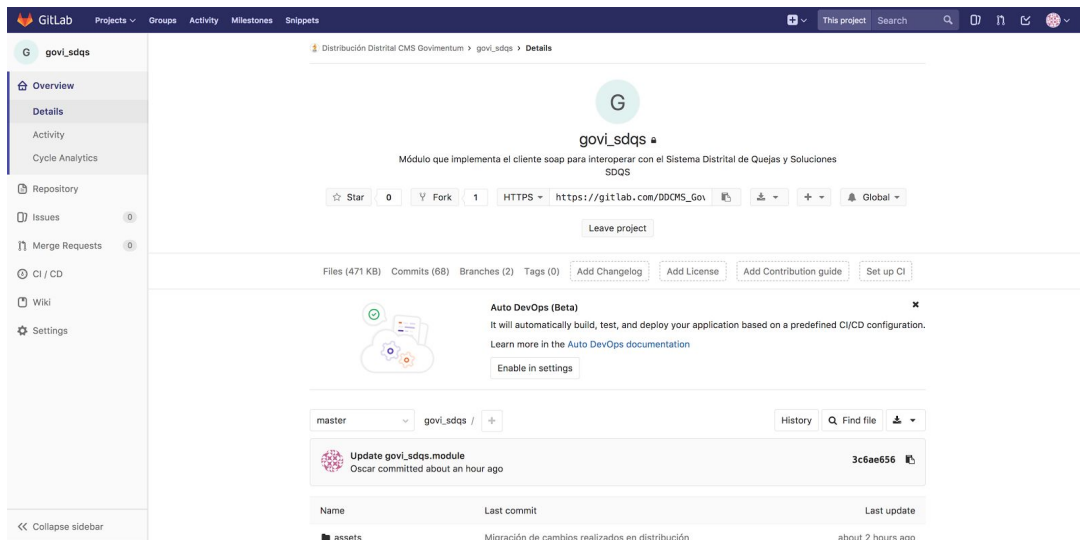 GitLab Projects Groups Activity Milestones Snippets This project Search
G govi_sdqs
Distribución Distrital CMS Govimentum > govi_sdqs > Details
Overview
Details
Activity
Cycle Analytics
Repository
Issues 0
Merge Requests 0
CI / CD
Wiki
Settings
Collapse sidebar
G
govi_sdqs
Módulo que implementa el cliente soap para interoperar con el Sistema Distrital de Quejas y Soluciones
SDQS
Star 0 Fork 1 HTTPS https://gitlab.com/DDCMS_Gov Global
Leave project
Files (471 KB) Commits (68) Branches (2) Tags (0) Add Changelog Add License Add Contribution guide Set up CI
Auto DevOps (Beta)
It will automatically build, test, and deploy your application based on a predefined CI/CD configuration.
Learn more in the Auto DevOps documentation
Enable in settings
master govi_sdqs / + History Find file
Update govi_sdqs.module
Oscar committed about an hour ago
3c6ae656
Name Last commit Last update
assets Migración de cambios realizados en distribución about 2 hours ago